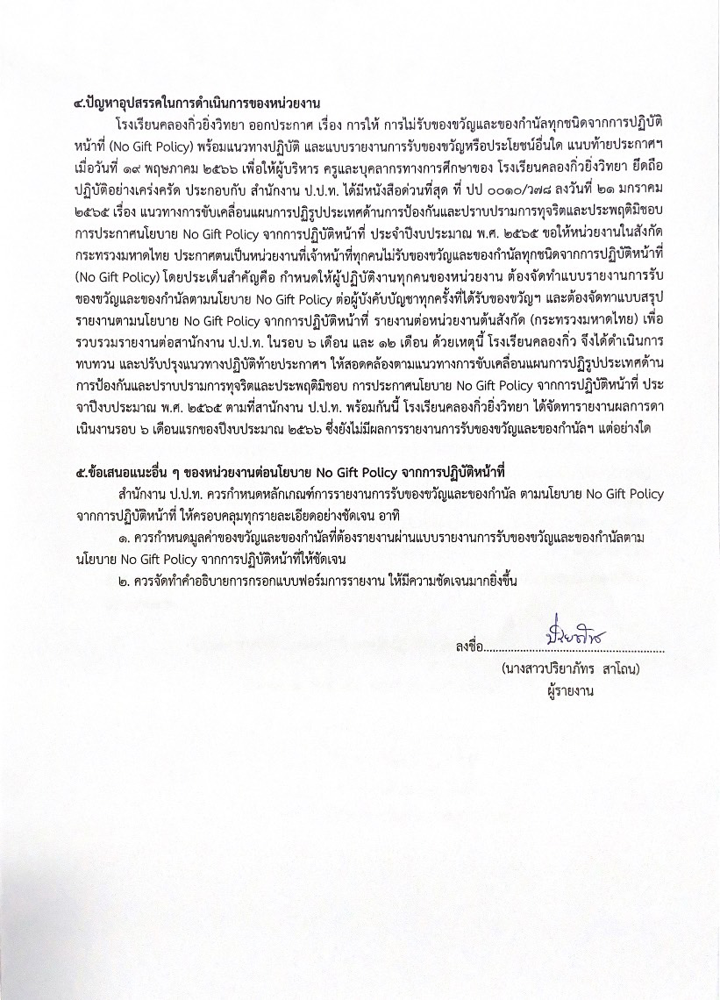 ๔.ปัญหาอุปสรรคในการดำเนินการของหน่วยงาน
โรงเรียนคลองกิ่วยิ่งวิทยา ออกประกาศ เรื่อง การให้ การไม่รับของขวัญและของกำนัลทุกชนิดจากการปฏิบัติ
หน้าที่ (No Gift Policy) พร้อมแนวทางปฏิบัติ และแบบรายงานการรับของขวัญหรือประโยชน์อื่นใด แนบท้ายประกาศฯ
เมื่อวันที่ ๑๙ พฤษภาคม ๒๕๖๖ เพื่อให้ผู้บริหาร ครูและบุคลากรทางการศึกษาของ โรงเรียนคลองกิ่วยิ่งวิทยา ยึดถือ
ปฏิบัติอย่างเคร่งครัด ประกอบกับ สำนักงาน ป.ป.ท. ได้มีหนังสือด่วนที่สุด ที่ ปป ๐๐๑๐/ว๗๘ ลงวันที่ ๒๑ มกราคม
๒๕๖๕ เรื่อง แนวทางการขับเคลื่อนแผนการปฏิรูปประเทศด้านการป้องกันและปราบปรามการทุจริตและประพฤติมิชอบ
การประกาศนโยบาย No Gift Policy จากการปฏิบัติหน้าที่ ประจำปีงบประมาณ พ.ศ. ๒๕๖๕ ขอให้หน่วยงานในสังกัด
กระทรวงมหาดไทย ประกาศตนเป็นหน่วยงานที่เจ้าหน้าที่ทุกคนไม่รับของขวัญและของกำนัลทุกชนิดจากการปฏิบัติหน้าที่
(No Gift Policy) โดยประเด็นสำคัญคือ กำหนดให้ผู้ปฏิบัติงานทุกคนของหน่วยงาน ต้องจัดทำแบบรายงานการรับ
ของขวัญและของกำนัลตามนโยบาย No Gift Policy ต่อผู้บังคับบัญชาทุกครั้งที่ได้รับของขวัญฯ และต้องจัดทาแบบสรุป
รายงานตามนโยบาย No Gift Policy จากการปฏิบัติหน้าที่ รายงานต่อหน่วยงานต้นสังกัด (กระทรวงมหาดไทย) เพื่อ
รวบรวมรายงานต่อสานักงาน ป.ป.ท. ในรอบ ๖ เดือน และ ๑๒ เดือน ด้วยเหตุนี้ โรงเรียนคลองกิ่ว จึงได้ดำเนินการ
ทบทวน และปรับปรุงแนวทางปฏิบัติท้ายประกาศฯ ให้สอดคล้องตามแนวทางการขับเคลื่อนแผนการปฏิรูปประเทศด้าน
การป้องกันและปราบปรามการทุจริตและประพฤติมิชอบ การประกาศนโยบาย No Gift Policy จากการปฏิบัติหน้าที่ ประ
จาปีงบประมาณ พ.ศ. ๒๕๖๕ ตามที่สานักงาน ป.ป.ท. พร้อมกันนี้ โรงเรียนคลองกิ่วยิ่งวิทยา ได้จัดทารายงานผลการดา
เนินงานรอบ ๖ เดือนแรกของปีงบประมาณ ๒๕๖๖ ซึ่งยังไม่มีผลการรายงานการรับของขวัญและของกำนัลฯ แต่อย่างใด
๕.ข้อเสนอแนะอื่น ๆ ของหน่วยงานต่อนโยบาย No Gift Policy จากการปฏิบัติหน้าที่
สำนักงาน ป.ป.ท. ควรกำหนดหลักเกณฑ์การรายงานการรับของขวัญและของกำนัล ตามนโยบาย No Gift Policy
จากการปฏิบัติหน้าที่ ให้ครอบคลุมทุกรายละเอียดอย่างชัดเจน อาทิ
๑. ควรกำหนดมูลค่าของขวัญและของกำนัลที่ต้องรายงานผ่านแบบรายงานการรับของขวัญและของกำนัลตาม
นโยบาย No Gift Policy จากการปฏิบัติหน้าที่ให้ชัดเจน
๒. ควรจัดทำคำอธิบายการกรอกแบบฟอร์มการรายงาน ให้มีความชัดเจนมากยิ่งขึ้น
ลงชื่อ............................................................
(นางสาวปริยาภัทร สาโถน)
ผู้รายงาน